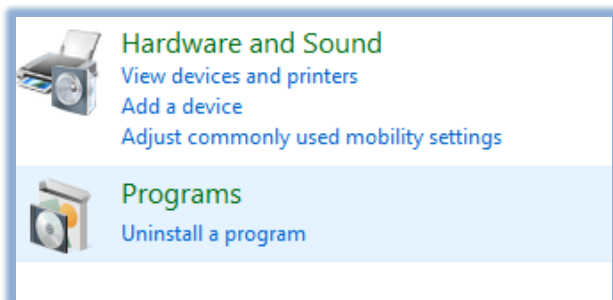 Hardware and Sound
View devices and printers
Add a device
Adjust commonly used mobility settings
Programs
Uninstall a program